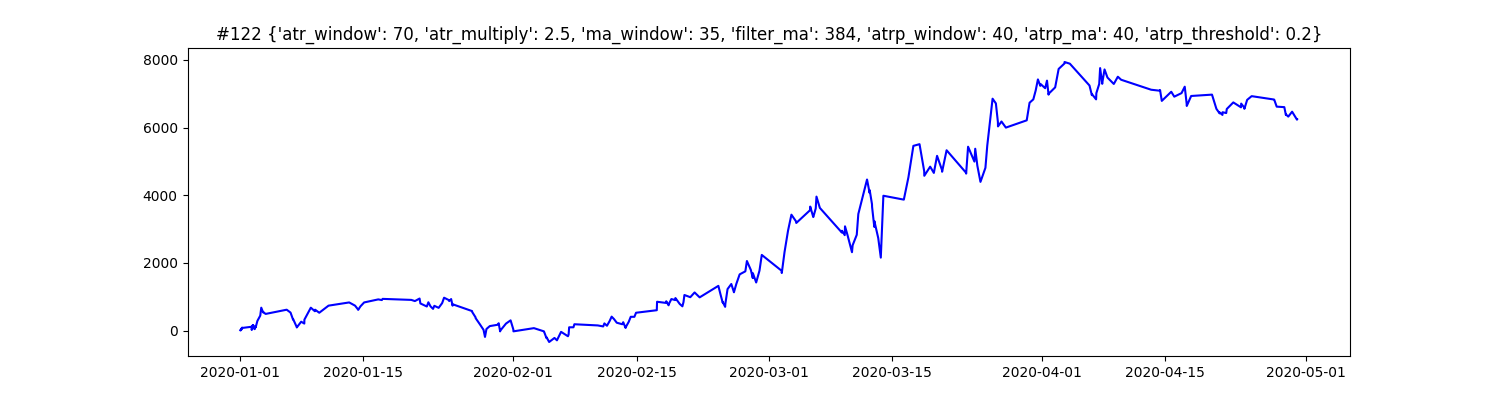 #122 {'atr_window': 70, 'atr_multiply': 2.5, 'ma_window': 35, 'filter_ma': 384, 'atrp_window': 40, 'atrp_ma': 40, 'atrp_threshold': 0.2}
8000
6000
4000
2000
0
2020-01-01 2020-01-15 2020-02-01 2020-02-15 2020-03-01 2020-03-15 2020-04-01 2020-04-15 2020-05-01